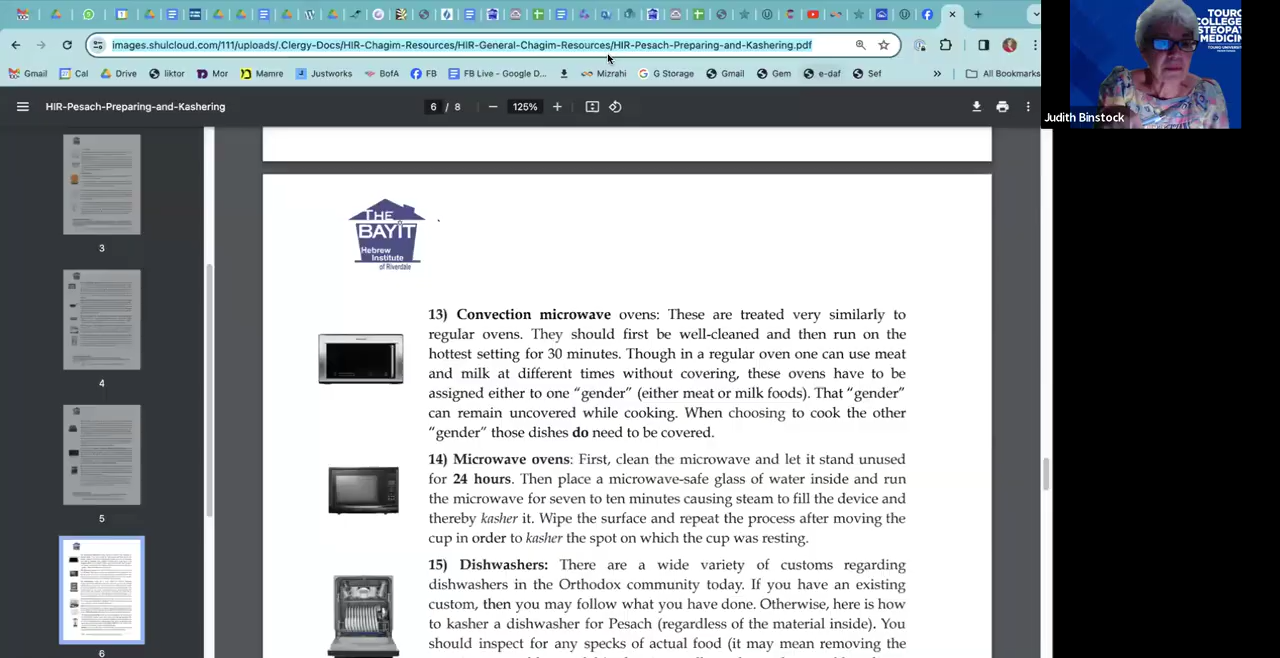 images.shulcloud.com/111/uploads/.Clergy-Docs/HIR-Chagim-Resources/HIR-General-Chagim-Resources/HIR-Pesach-Preparing-and-Kashering.pdf
Gmail Cal Drive liktor Mor Mamre Justworks BofA FB FB Live - Google D... Mizrahi G Storage Gmail Gem e-daf Sef » All Bookmarks
HIR-Pesach-Preparing-and-Kashering
6 / 8 125%
TOURO
COLLEGE
OSTEOPATHIC
MEDICINE
TOURO UNIVERSITY
Judith Binstock
3
4
5
6
THE
BAYIT
Hebrew
Institute
of Riverdale
13) Convection microwave ovens: These are treated very similarly to
regular ovens. They should first be well-cleaned and then run on the
hottest setting for 30 minutes. Though in a regular oven one can use meat
and milk at different times without covering, these ovens have to be
assigned either to one “gender” (either meat or milk foods). That “gender”
can remain uncovered while cooking. When choosing to cook the other
“gender” those dishes do need to be covered.
14) Microwave ovens: First, clean the microwave and let it stand unused
for 24 hours. Then place a microwave-safe glass of water inside and run
the microwave for seven to ten minutes causing steam to fill the device and
thereby kasher it. Wipe the surface and repeat the process after moving the
cup in order to kasher the spot on which the cup was resting.
15) Dishwashers: There are a wide variety of customs regarding
dishwashers in the Orthodox community today. If you have an existing
custom, then you may follow what you have done. Otherwise, here is how
to kasher a dishwasher for Pesach (regardless of the material inside). You
should inspect for any specks of actual food (it may mean removing the